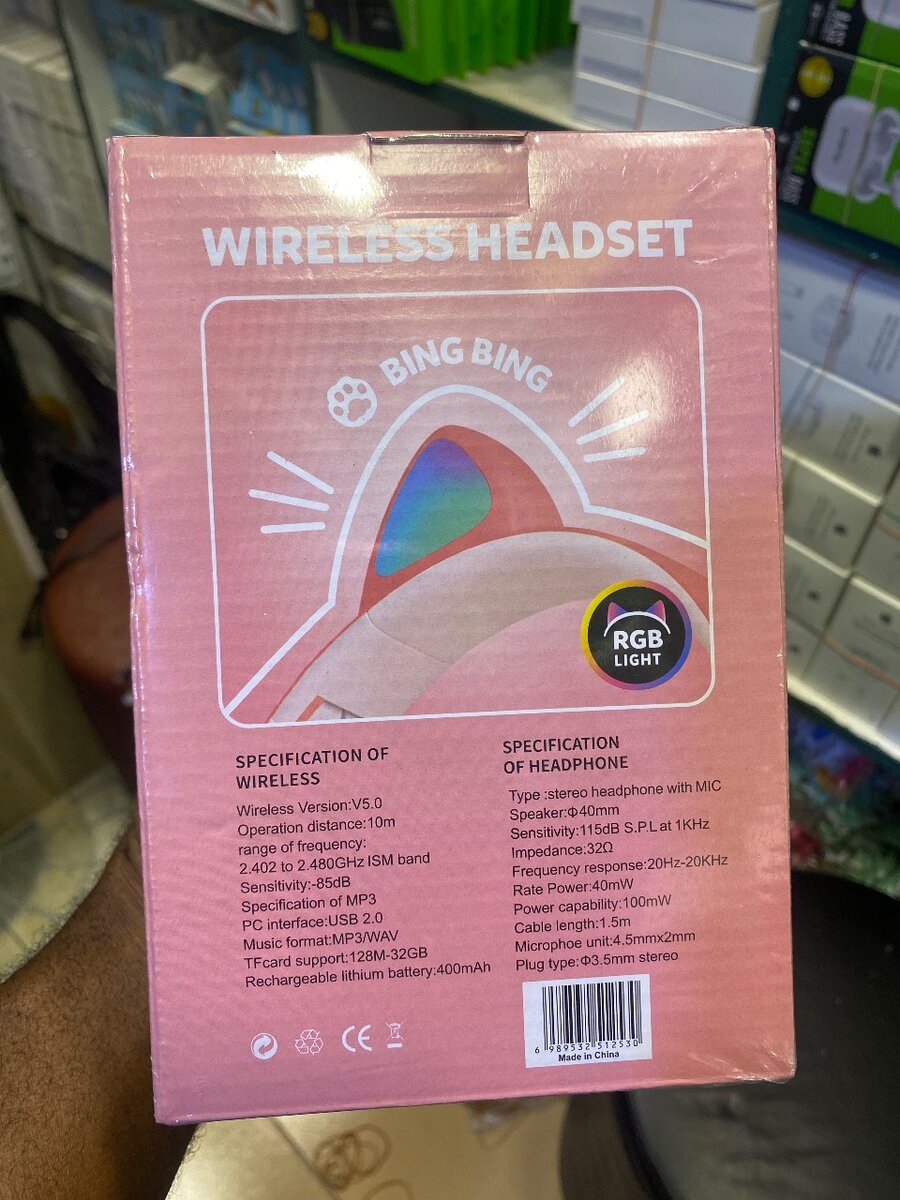 WIRELESS HEADSET
BING BING
RGB
LIGHT
SPECIFICATION OF
WIRELESS
Wireless Version:V5.0
Operation distance:10m
range of frequency:
2.402 to 2.480GHz ISM band
Sensitivity:-85dB
Specification of MP3
PC interface:USB 2.0
Music format:MP3/WAV
TFcard support:128M-32GB
Rechargeable lithium battery:400mAh
SPECIFICATION
OF HEADPHONE
Type :stereo headphone with MIC
Speaker:Φ40mm
Sensitivity:115dB S.P.L at 1KHz
Impedance:32Ω
Frequency response:20Hz-20KHz
Rate Power:40mW
Power capability:100mW
Cable length:1.5m
Microphoe unit:4.5mmx2mm
Plug type:Φ3.5mm stereo
CE
6 989532 512530
Made in China